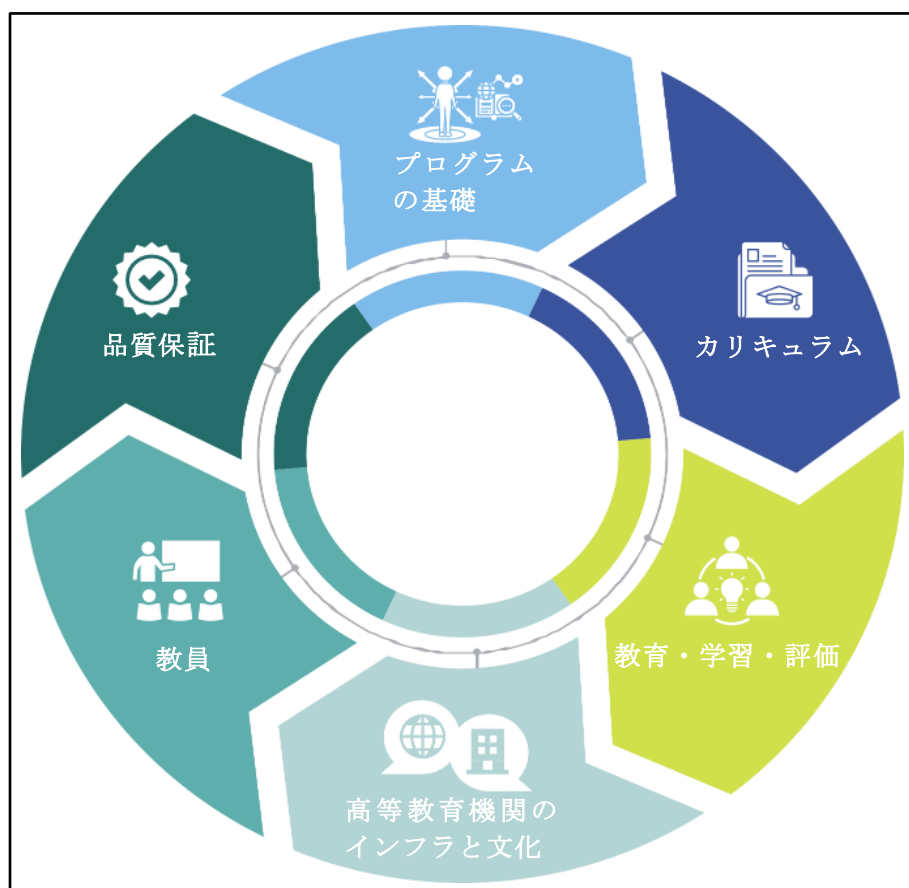 プログラム
の基礎
カリキュラム
教育・学習・評価
高等教育機関の
インフラと文化
教員
品質保証